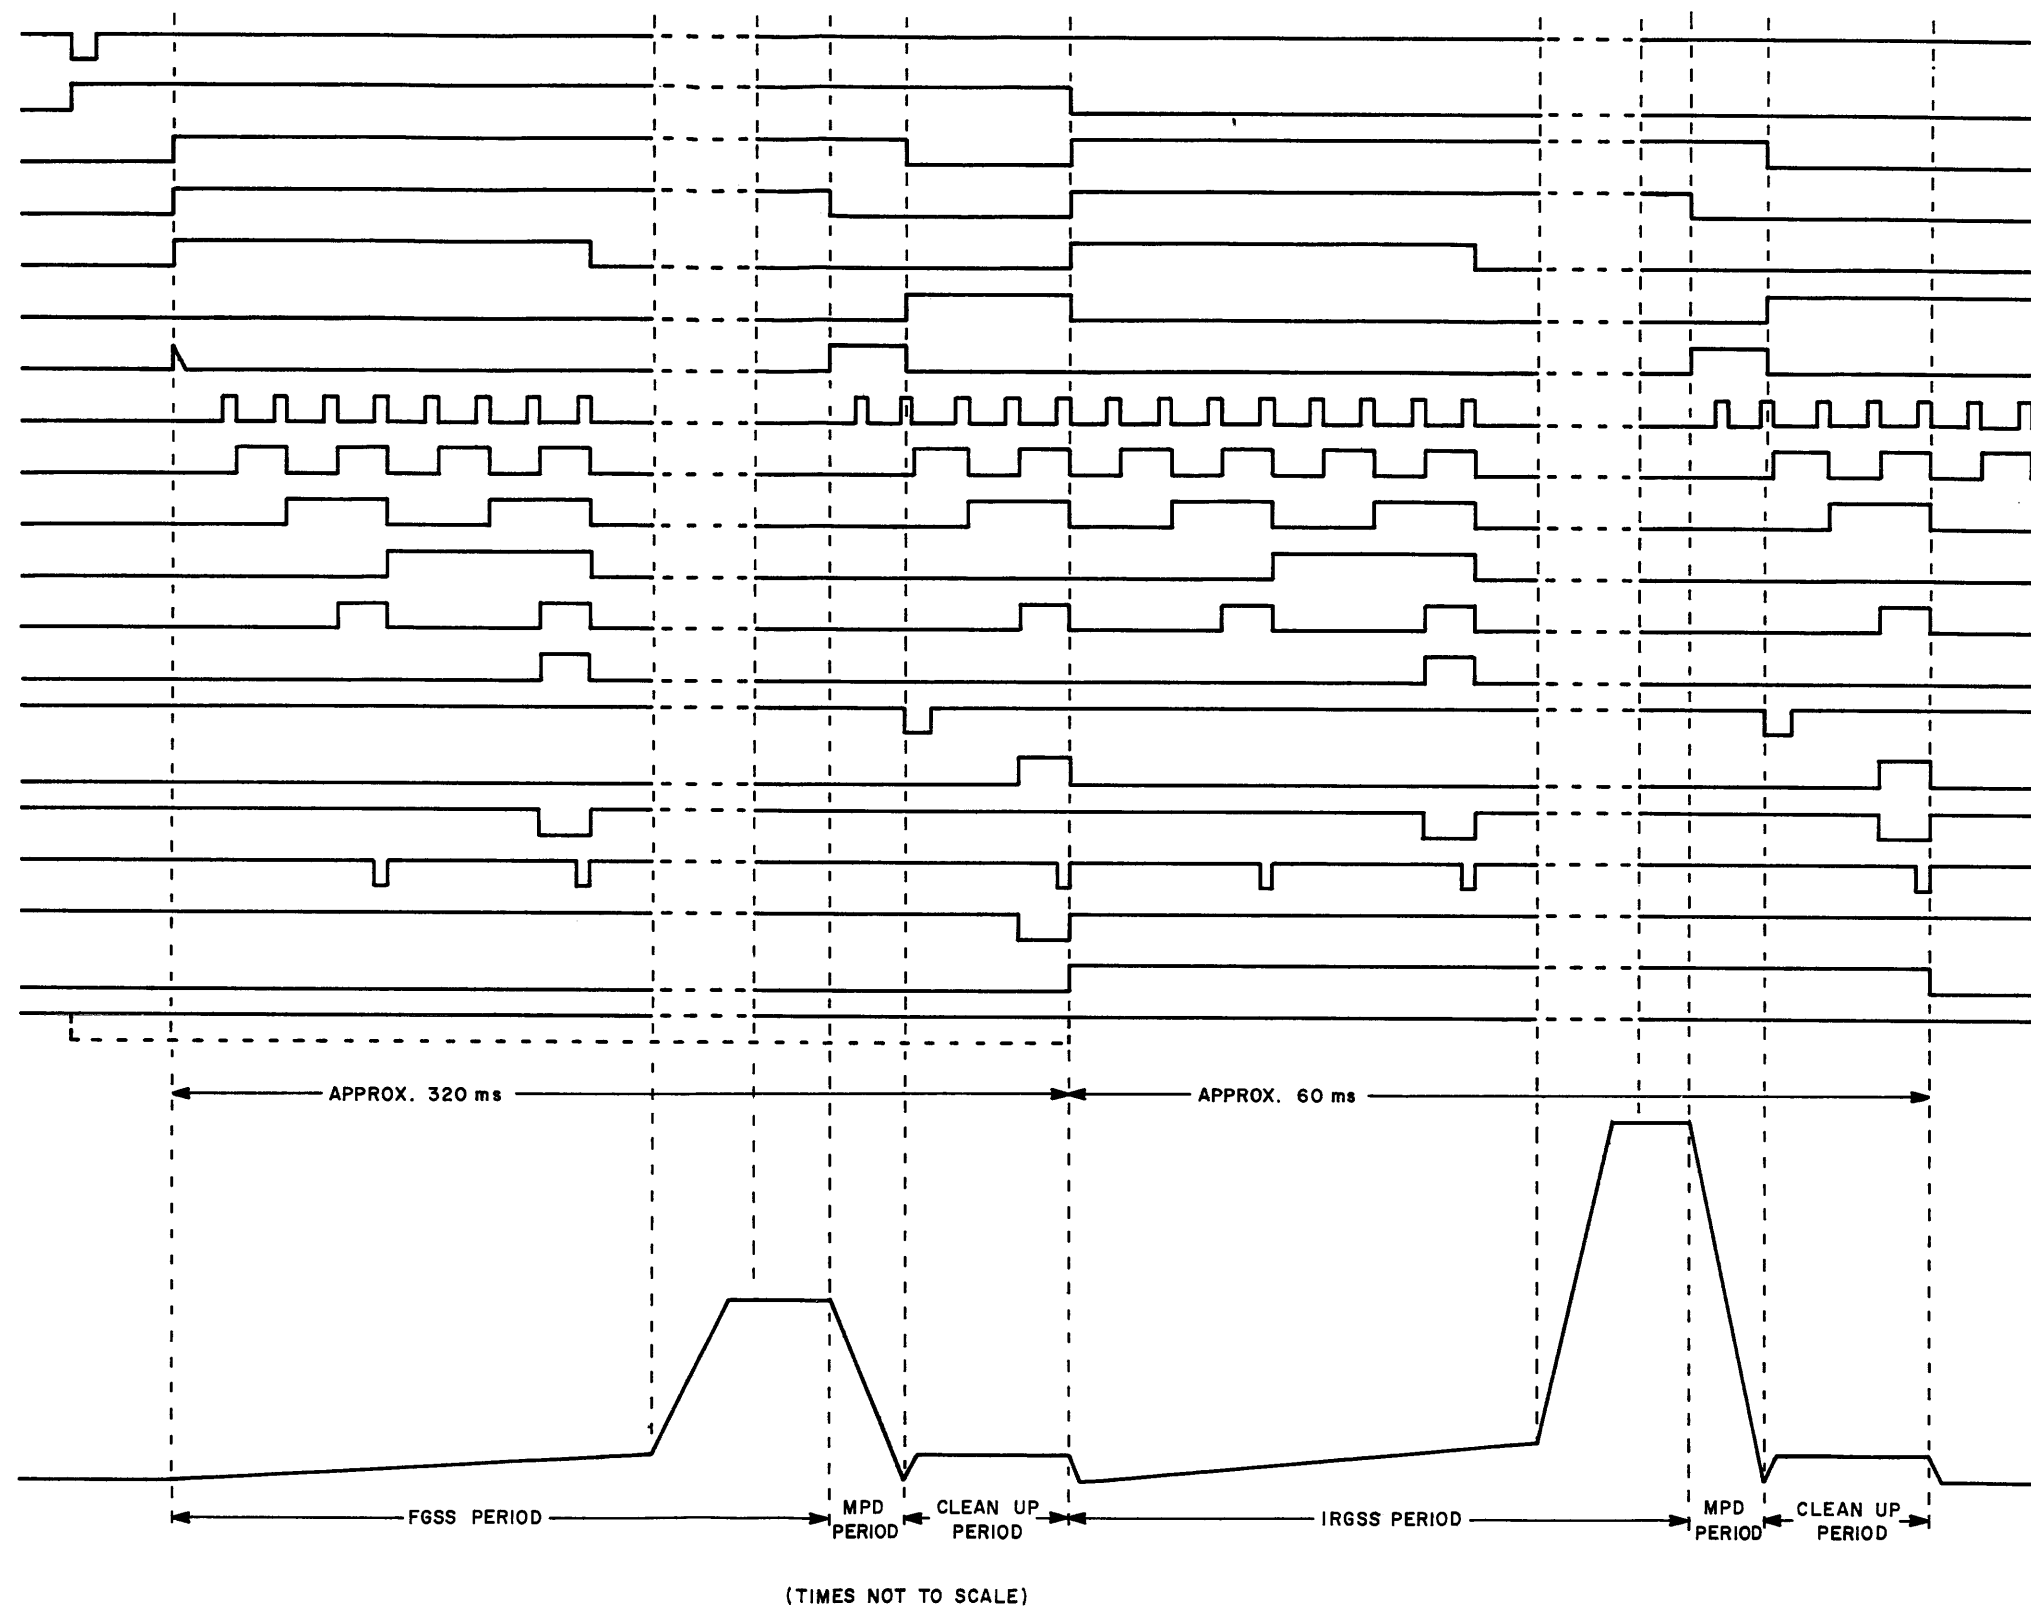 APPROX. 320 ms
APPROX. 60 ms
FGSS PERIOD
MPD
PERIOD
CLEAN UP
PERIOD
IRGSS PERIOD
MPD
PERIOD
CLEAN UP
PERIOD
(TIMES NOT TO SCALE)